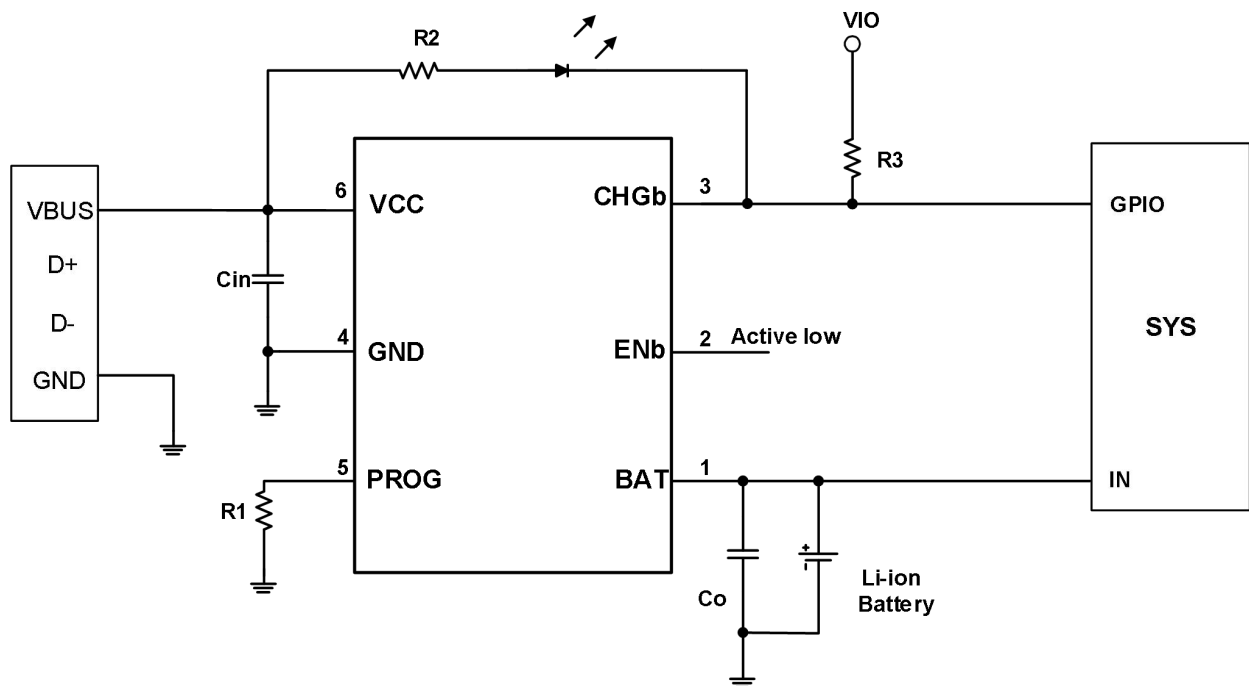 VIO
R2
R3
VBUS
D+
D-
GND
Cin
6
VCC
4
GND
5
PROG
R1
CHGb
3
ENb
2
Active low
BAT
1
GPIO
SYS
IN
Co
+
-
Li-ion
Battery